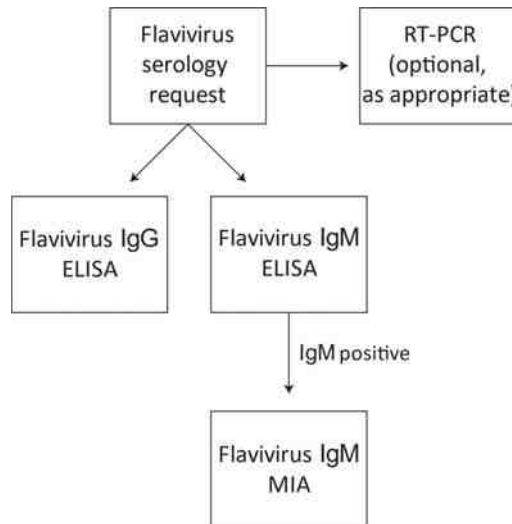 Flavivirus
serology
request
RT-PCR
(optional,
as appropriate)
Flavivirus IgG
ELISA
Flavivirus IgM
ELISA
IgM positive
Flavivirus IgM
MIA